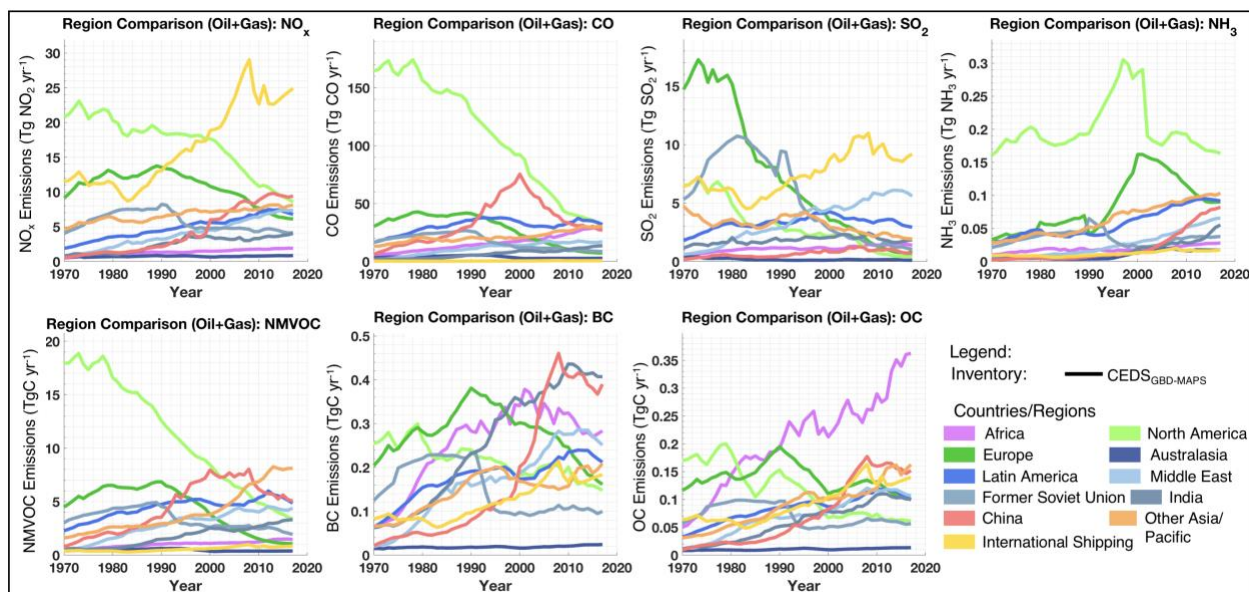 Region Comparison (Oil+Gas): NOx
NOx Emissions (Tg NO2 yr-1)
30
25
20
15
10
5
0
1970 1980 1990 2000 2010 2020
Year
Region Comparison (Oil+Gas): CO
CO Emissions (Tg CO yr-1)
150
100
50
0
1970 1980 1990 2000 2010 2020
Year
Region Comparison (Oil+Gas): SO2
SO2 Emissions (Tg SO2 yr-1)
15
10
5
0
1970 1980 1990 2000 2010 2020
Year
Region Comparison (Oil+Gas): NH3
NH3 Emissions (Tg NH3 yr-1)
0.3
0.25
0.2
0.15
0.1
0.05
0
1970 1980 1990 2000 2010 2020
Year
Region Comparison (Oil+Gas): NMVOC
NMVOC Emissions (TgC yr-1)
20
15
10
5
0
1970 1980 1990 2000 2010 2020
Year
Region Comparison (Oil+Gas): BC
BC Emissions (TgC yr-1)
0.5
0.4
0.3
0.2
0.1
0
1970 1980 1990 2000 2010 2020
Year
Region Comparison (Oil+Gas): OC
OC Emissions (TgC yr-1)
0.35
0.3
0.25
0.2
0.15
0.1
0.05
0
1970 1980 1990 2000 2010 2020
Year
Legend:
Inventory: CEDSGBD-MAPS
Countries/Regions
Africa North America
Europe Australasia
Latin America Middle East
Former Soviet Union India
China Other Asia/
Pacific
International Shipping